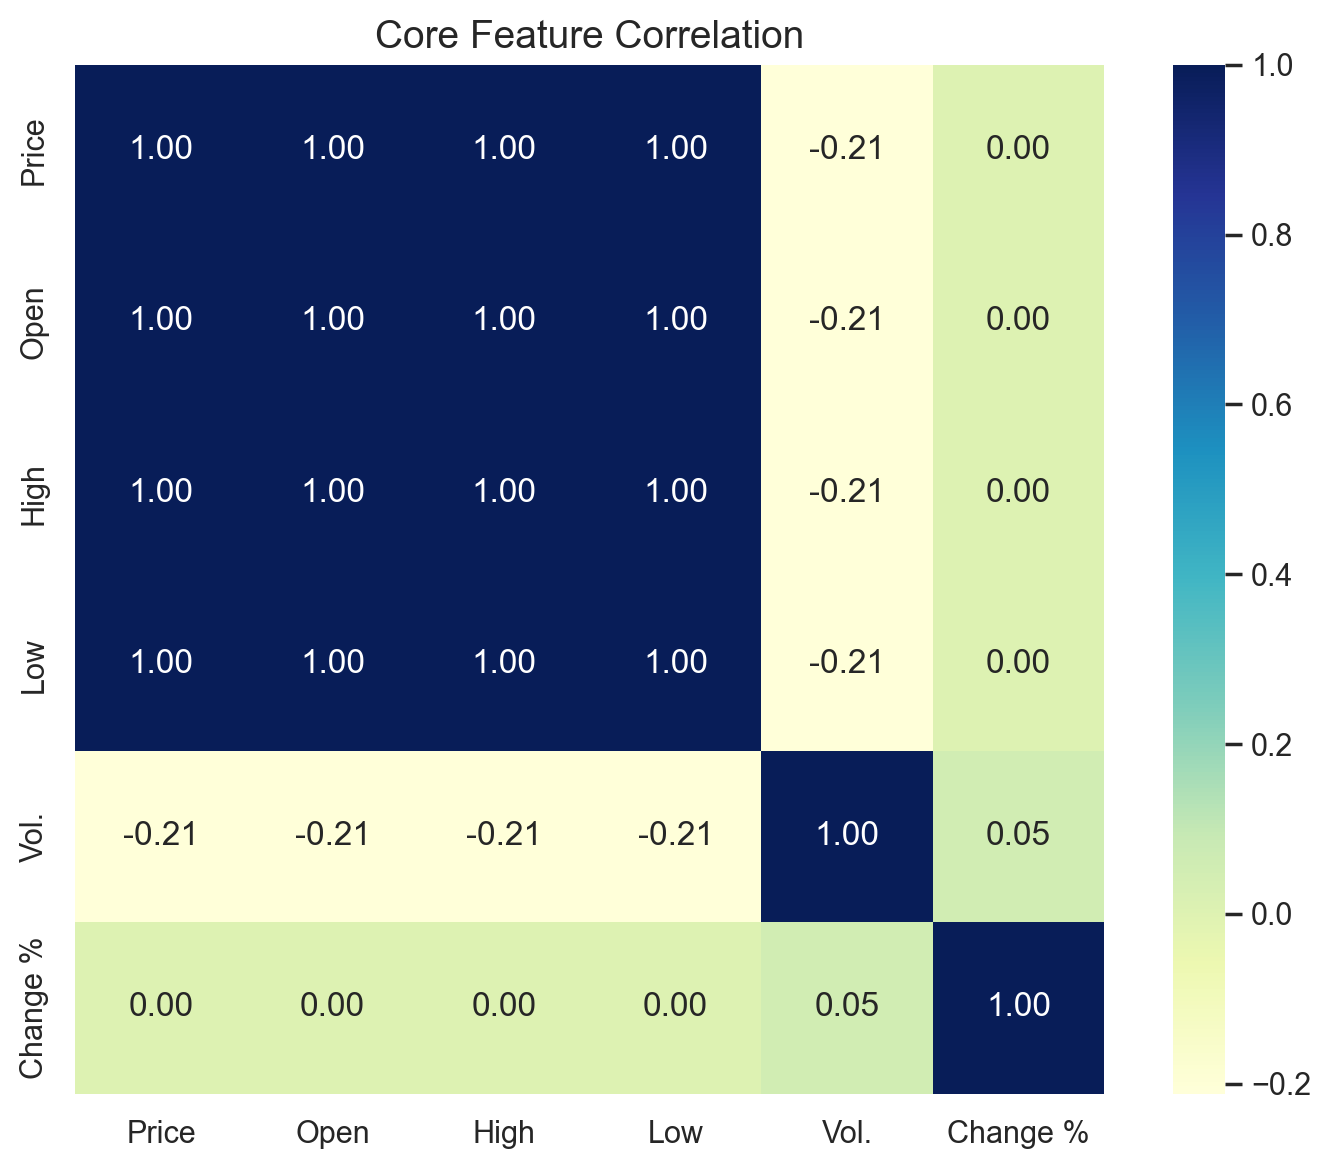 Core Feature Correlation
Price 1.00 1.00 1.00 1.00 -0.21 0.00
Open 1.00 1.00 1.00 1.00 -0.21 0.00
High 1.00 1.00 1.00 1.00 -0.21 0.00
Low 1.00 1.00 1.00 1.00 -0.21 0.00
Vol. -0.21 -0.21 -0.21 -0.21 1.00 0.05
Change % 0.00 0.00 0.00 0.00 0.05 1.00
Price Open High Low Vol. Change %
1.0
0.8
0.6
0.4
0.2
0.0
−0.2